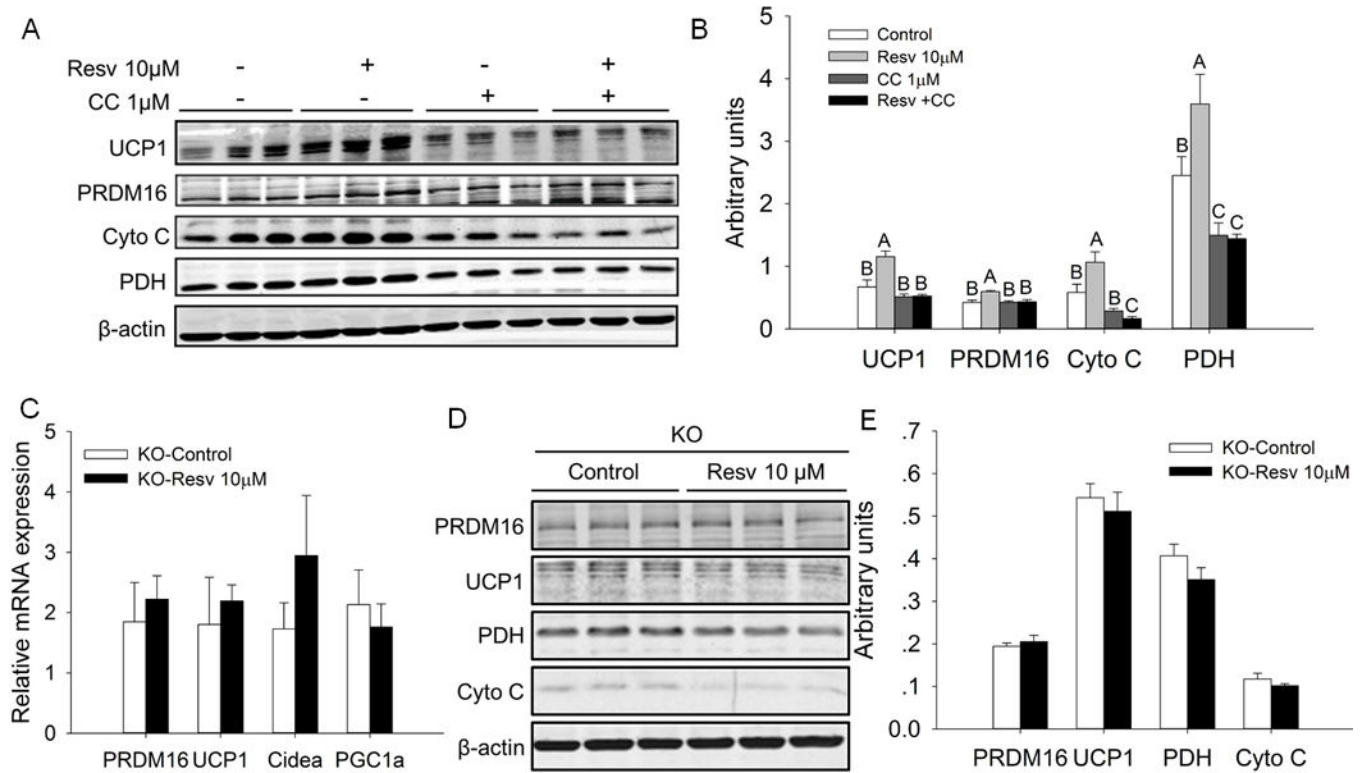 A
Resv 10μM - + - +
CC 1μM - - + +
UCP1
PRDM16
Cyto C
PDH
β-actin
B
Arbitrary units
5
4
3
2
1
0
Control
Resv 10μM
CC 1μM
Resv +CC
B A B B
B A B B
B A C C
B A C C
UCP1 PRDM16 Cyto C PDH
C
Relative mRNA expression
5
4
3
2
1
0
KO-Control
KO-Resv 10μM
PRDM16 UCP1 Cidea PGC1a
D
KO
Control Resv 10 μM
PRDM16
UCP1
PDH
Cyto C
β-actin
E
Arbitrary units
.7
.6
.5
.4
.3
.2
.1
0.0
KO-Control
KO-Resv 10μM
PRDM16 UCP1 PDH Cyto C